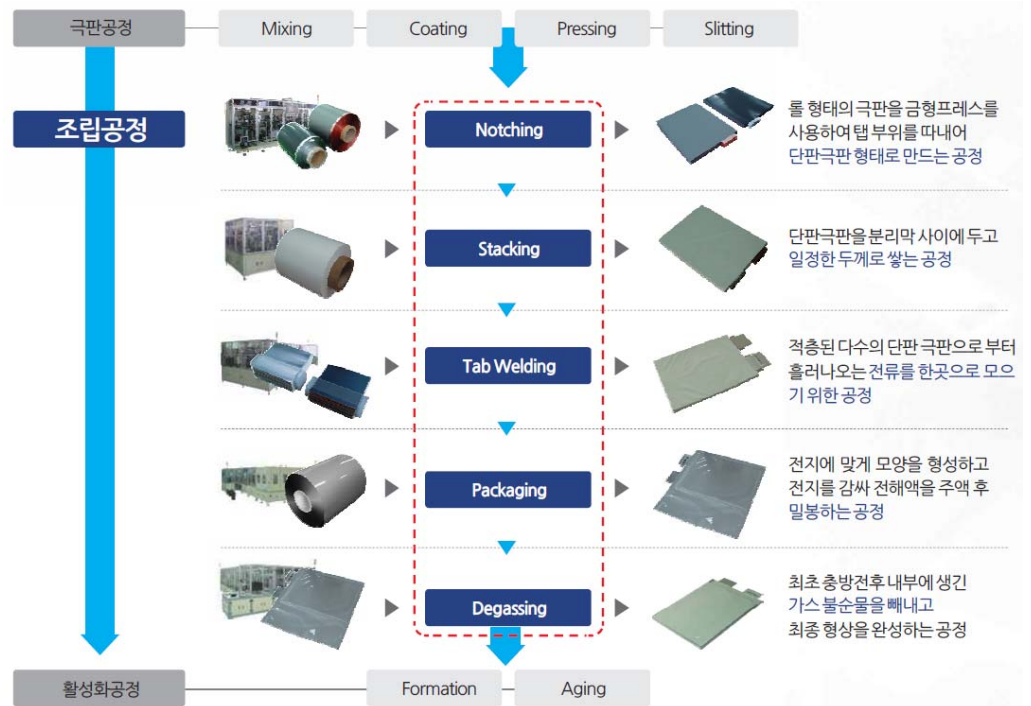 극판공정
Mixing
Coating
Pressing
Slitting
조립공정
Notching
롤 형태의 극판을 금형프레스를
사용하여 탭 부위를 따내어
단판극판 형태로 만드는 공정
Stacking
단판극판을 분리막 사이에 두고
일정한 두께로 쌓는 공정
Tab Welding
적층된 다수의 단판 극판으로 부터
흘러나오는 전류를 한곳으로 모으
기 위한 공정
Packaging
전지에 맞게 모양을 형성하고
전지를 감싸 전해액을 주액 후
밀봉하는 공정
Degassing
최초 충방전후 내부에 생긴
가스 불순물을 빼내고
최종 형상을 완성하는 공정
활성화공정
Formation
Aging